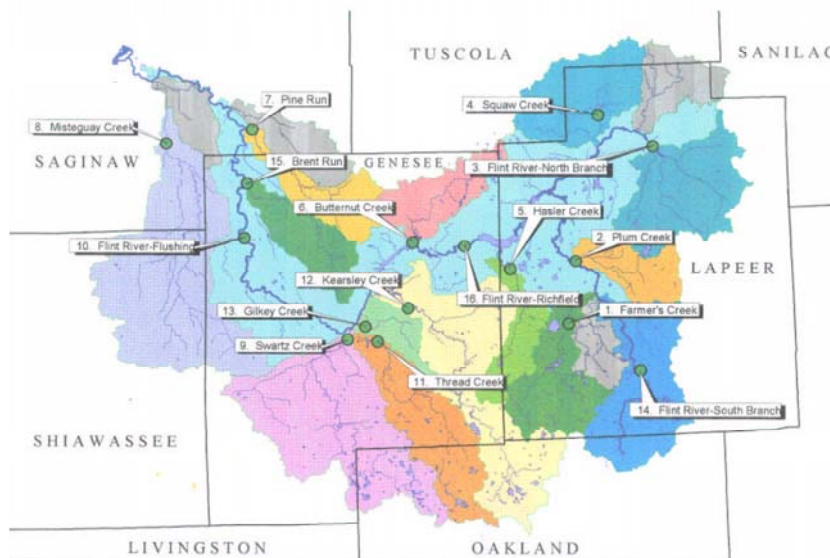 TUSCOLA
SANILAC
7. Pine Run
4. Squaw Creek
8. Misteguay Creek
SAGINAW
15. Brent Run
GENESEE
3. Flint River-North Branch
6. Butternut Creek
5. Hasler Creek
10. Flint River-Flushing
2. Plum Creek
12. Kearsley Creek
LAPEER
16. Flint River-Richfield
13. Gilkey Creek
1. Farmer's Creek
9. Swartz Creek
11. Thread Creek
14. Flint River-South Branch
SHIAWASSEE
LIVINGSTON
OAKLAND